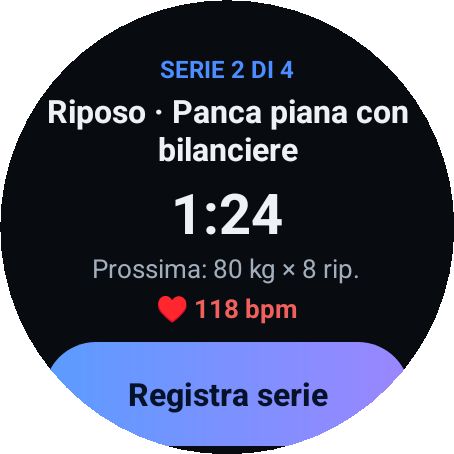 SERIE 2 DI 4
Riposo · Panca piana con
bilanciere
1:24
Prossima: 80 kg × 8 rip.
❤️ 118 bpm
Registra serie